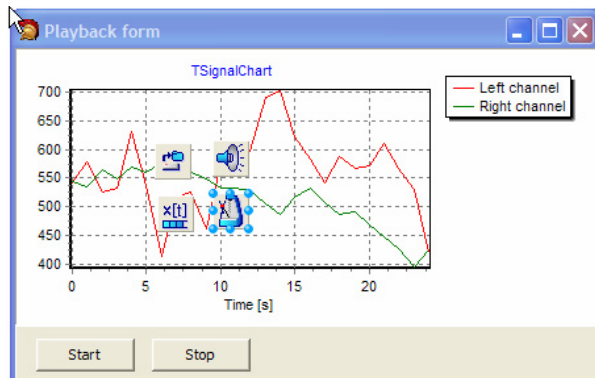 Playback form
TSignalChart
Left channel
Right channel
700
650
600
550
500
450
400
x[t]
0 5 10 15 20
Time [s]
Start Stop